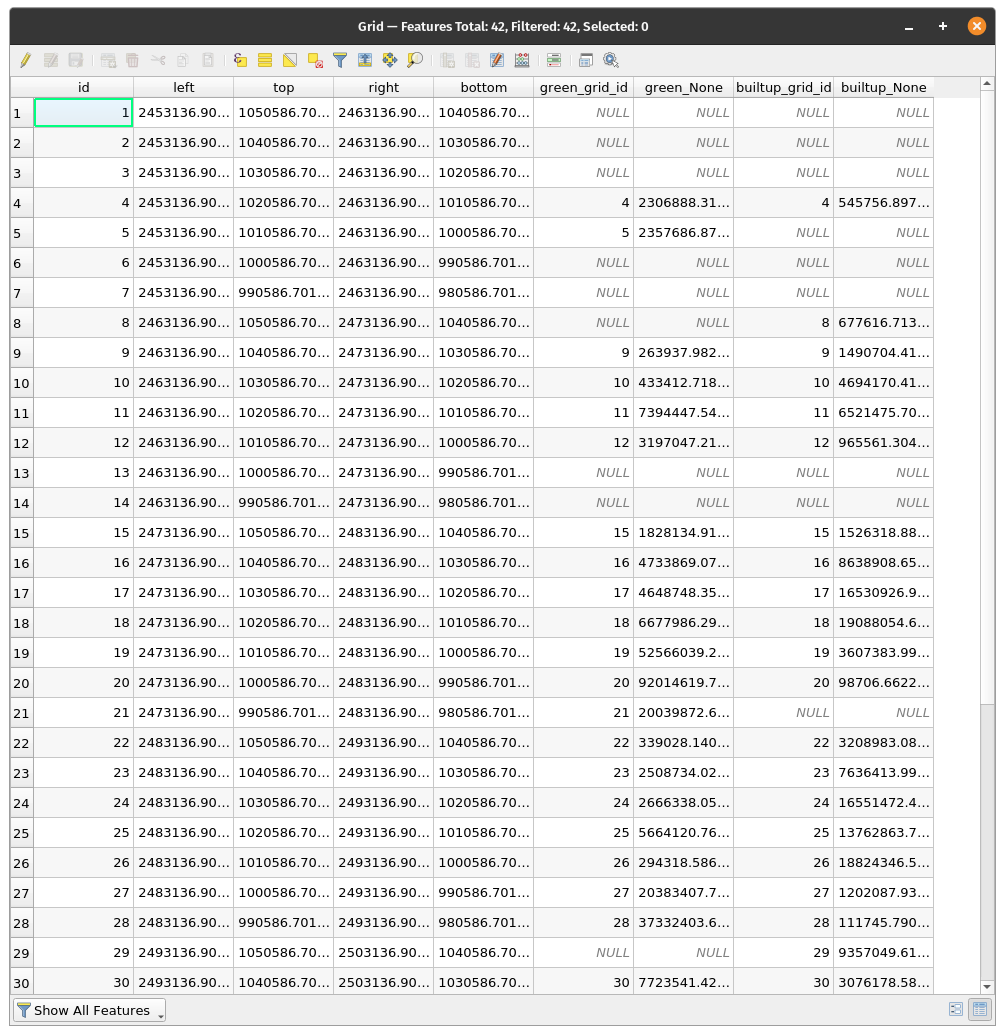 Grid — Features Total: 42, Filtered: 42, Selected: 0
id left top right bottom green_grid_id green_None builtup_grid_id builtup_None
1 1 2453136.90... 1050586.70... 2463136.90... 1040586.70... NULL NULL NULL NULL
2 2 2453136.90... 1040586.70... 2463136.90... 1030586.70... NULL NULL NULL NULL
3 3 2453136.90... 1030586.70... 2463136.90... 1020586.70... NULL NULL NULL NULL
4 4 2453136.90... 1020586.70... 2463136.90... 1010586.70... 4 2306888.31... 4 545756.897...
5 5 2453136.90... 1010586.70... 2463136.90... 1000586.70... 5 2357686.87... NULL NULL
6 6 2453136.90... 1000586.70... 2463136.90... 990586.701... NULL NULL NULL NULL
7 7 2453136.90... 990586.701... 2463136.90... 980586.701... NULL NULL NULL NULL
8 8 2463136.90... 1050586.70... 2473136.90... 1040586.70... NULL NULL 8 677616.713...
9 9 2463136.90... 1040586.70... 2473136.90... 1030586.70... 9 263937.982... 9 1490704.41...
10 10 2463136.90... 1030586.70... 2473136.90... 1020586.70... 10 433412.718... 10 4694170.41...
11 11 2463136.90... 1020586.70... 2473136.90... 1010586.70... 11 7394447.54... 11 6521475.70...
12 12 2463136.90... 1010586.70... 2473136.90... 1000586.70... 12 3197047.21... 12 965561.304...
13 13 2463136.90... 1000586.70... 2473136.90... 990586.701... NULL NULL NULL NULL
14 14 2463136.90... 990586.701... 2473136.90... 980586.701... NULL NULL NULL NULL
15 15 2473136.90... 1050586.70... 2483136.90... 1040586.70... 15 1828134.91... 15 1526318.88...
16 16 2473136.90... 1040586.70... 2483136.90... 1030586.70... 16 4733869.07... 16 8638908.65...
17 17 2473136.90... 1030586.70... 2483136.90... 1020586.70... 17 4648748.35... 17 16530926.9...
18 18 2473136.90... 1020586.70... 2483136.90... 1010586.70... 18 6677986.29... 18 19088054.6...
19 19 2473136.90... 1010586.70... 2483136.90... 1000586.70... 19 52566039.2... 19 3607383.99...
20 20 2473136.90... 1000586.70... 2483136.90... 990586.701... 20 92014619.7... 20 98706.6622...
21 21 2473136.90... 990586.701... 2483136.90... 980586.701... 21 20039872.6... NULL NULL
22 22 2483136.90... 1050586.70... 2493136.90... 1040586.70... 22 339028.140... 22 3208983.08...
23 23 2483136.90... 1040586.70... 2493136.90... 1030586.70... 23 2508734.02... 23 7636413.99...
24 24 2483136.90... 1030586.70... 2493136.90... 1020586.70... 24 2666338.05... 24 16551472.4...
25 25 2483136.90... 1020586.70... 2493136.90... 1010586.70... 25 5664120.76... 25 13762863.7...
26 26 2483136.90... 1010586.70... 2493136.90... 1000586.70... 26 294318.586... 26 18824346.5...
27 27 2483136.90... 1000586.70... 2493136.90... 990586.701... 27 20383407.7... 27 1202087.93...
28 28 2483136.90... 990586.701... 2493136.90... 980586.701... 28 37332403.6... 28 111745.790...
29 29 2493136.90... 1050586.70... 2503136.90... 1040586.70... NULL NULL 29 9357049.61...
30 30 2493136.90... 1040586.70... 2503136.90... 1030586.70... 30 7723541.42... 30 3076178.58...
Show All Features